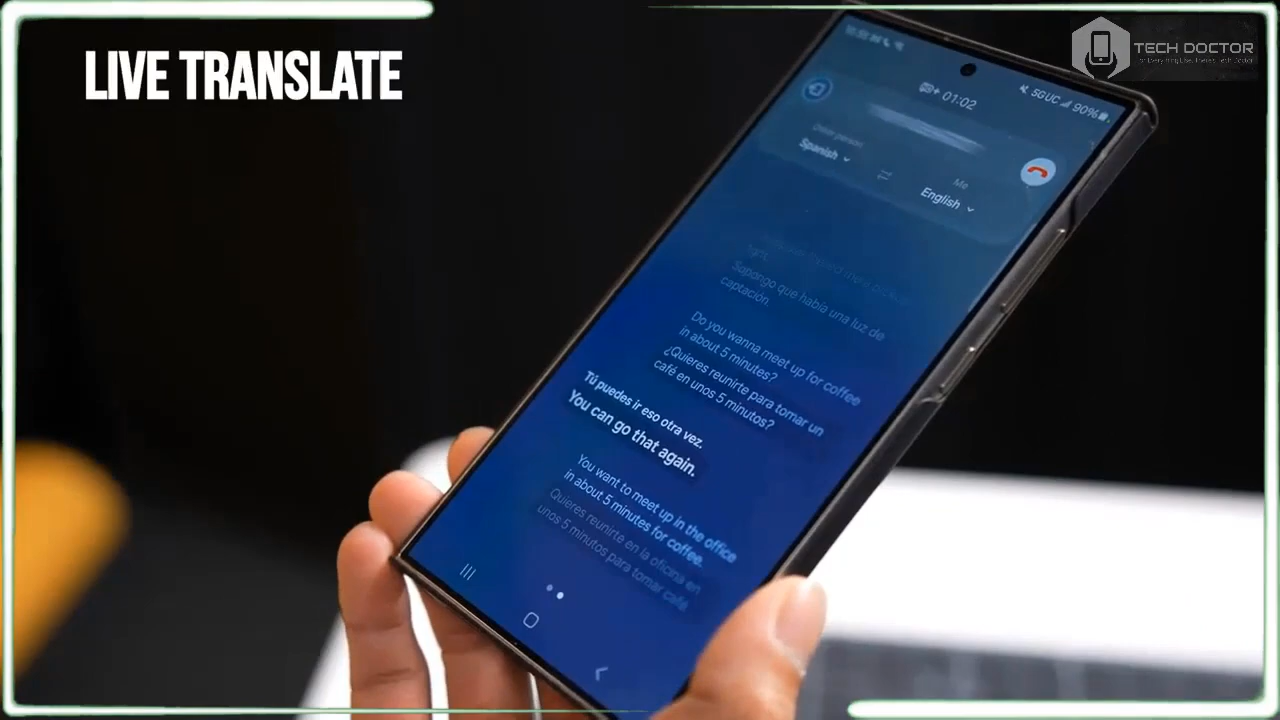 LIVE TRANSLATE
TECH DOCTOR
01:02
5GUC
90%
Spanish
Me
English
Sopongo que había una luz de
captación.
Do you wanna meet up for coffee
in about 5 minutes?
¿Quieres reunirte para tomar un
café en unos 5 minutos?
Tú puedes ir eso otra vez.
You can go that again.
You want to meet up in the office
in about 5 minutes for coffee.
Quieres reunirte en la oficina en
unos 5 minutos para tomar café.